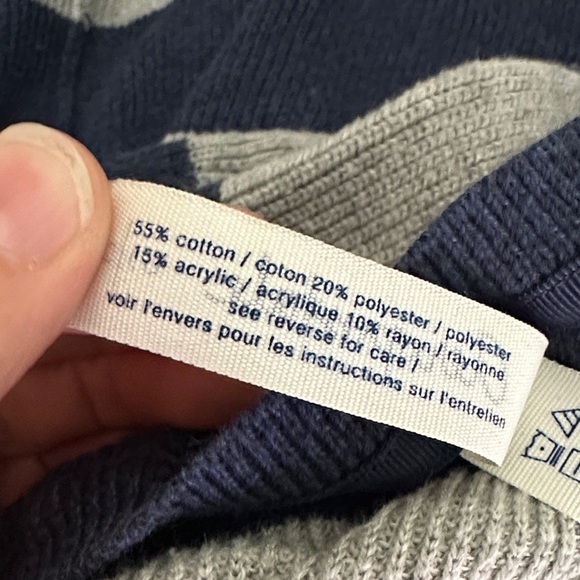 55% cotton / coton 20% polyester / polyester
15% acrylic / acrylique 10% rayon / rayonne
see reverse for care /
voir l'envers pour les instructions sur l'entretien